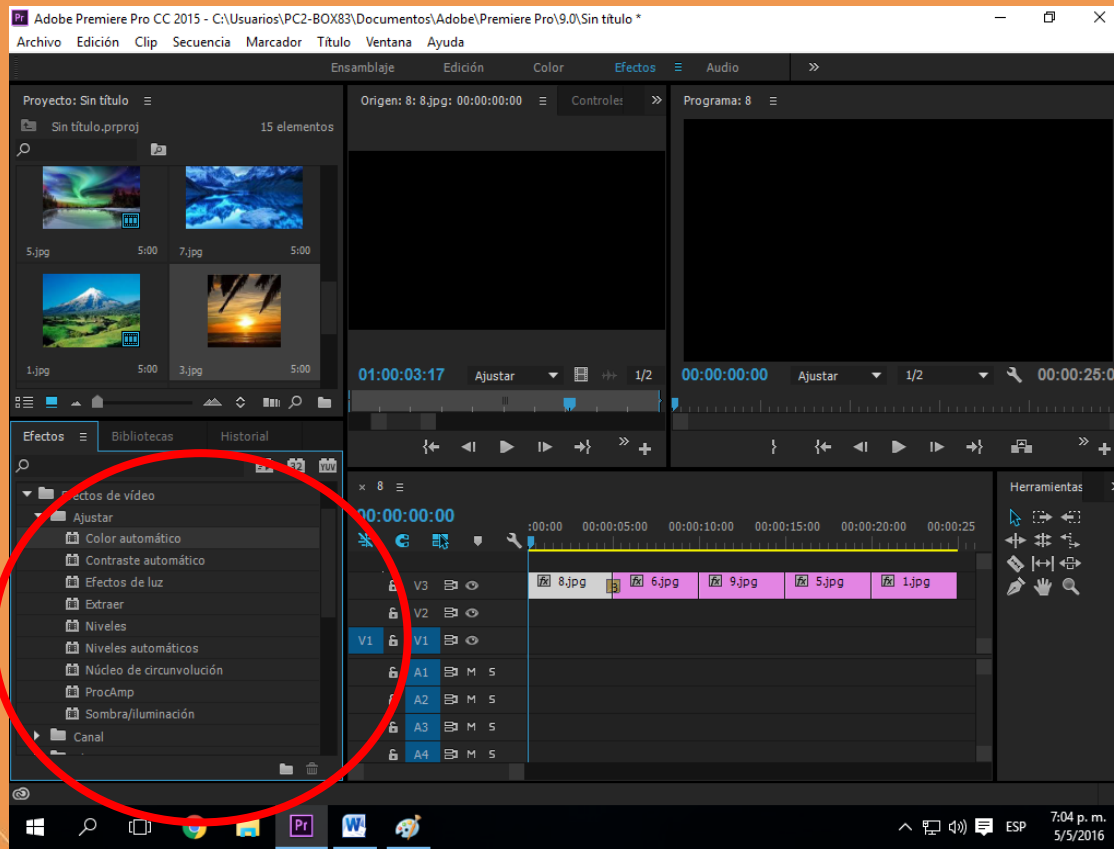 Adobe Premiere Pro CC 2015 - C:\Usuarios\PC2-BOX83\Documentos\Adobe\Premiere Pro\9.0\Sin título *
Archivo Edición Clip Secuencia Marcador Título Ventana Ayuda
Ensamblaje Edición Color Efectos Audio
Proyecto: Sin título
Sin título.prproj 15 elementos
5.jpg 5:00 7.jpg 5:00
1.jpg 5:00 3.jpg 5:00
Origen: 8: 8.jpg: 00:00:00:00
01:00:03:17 Ajustar 1/2
Programa: 8
00:00:00:00 Ajustar 1/2 00:00:25:0
Efectos Bibliotecas Historial
32 YUV
Efectos de vídeo
Ajustar
Color automático
Contraste automático
Efectos de luz
Extraer
Niveles
Niveles automáticos
Núcleo de circunvolución
ProcAmp
Sombra/iluminación
Canal
× 8
00:00:00:00
:00:00 00:00:05:00 00:00:10:00 00:00:15:00 00:00:20:00 00:00:25
V3 fx 8.jpg fx 6.jpg fx 9.jpg fx 5.jpg fx 1.jpg
V2
V1 V1
A1 M S
A2 M S
A3 M S
A4 M S
Herramientas
Pr
ESP
7:04 p. m.
5/5/2016